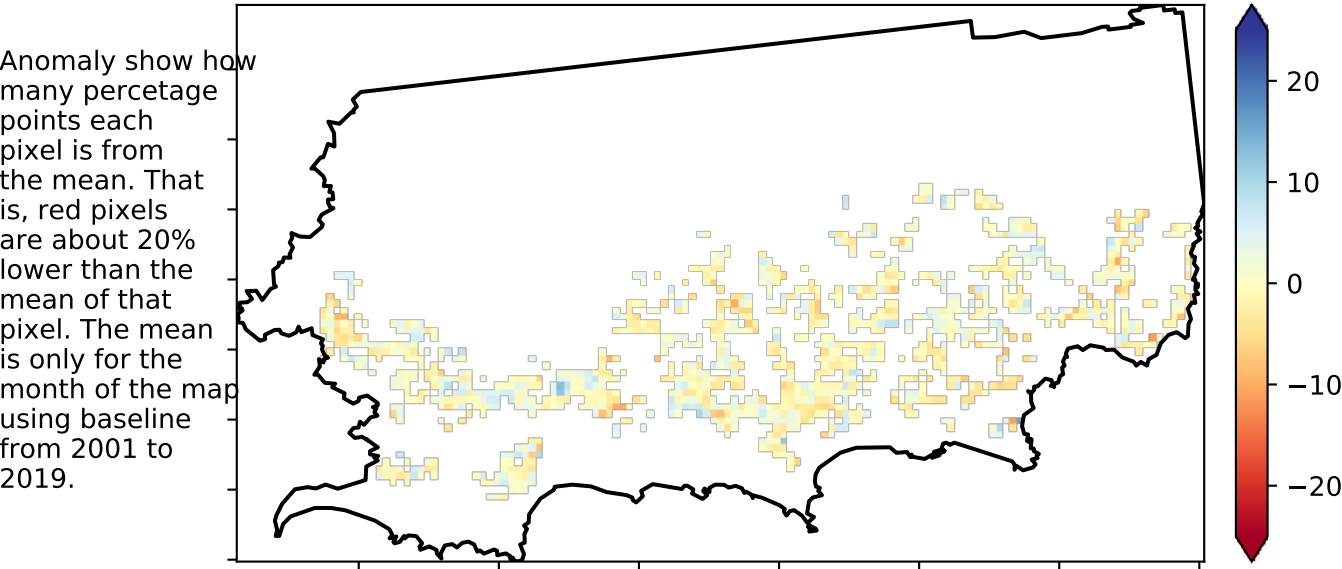 Anomaly show how
many percetage
points each
pixel is from
the mean. That
is, red pixels
are about 20%
lower than the
mean of that
pixel. The mean
is only for the
month of the map
using baseline
from 2001 to
2019.
20
10
0
−10
−20